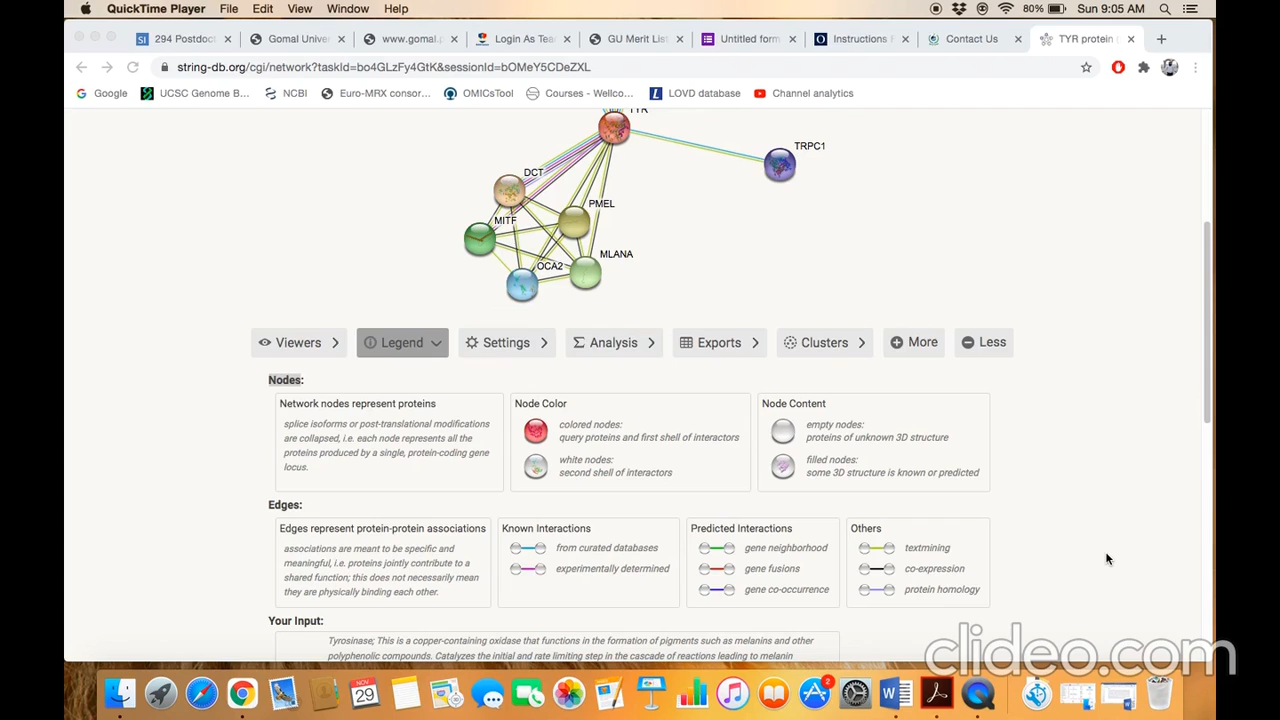 QuickTime Player File Edit View Window Help 80% Sun 9:05 AM
294 Postdoct Gomal Univer www.gomal.p Login As Tea GU Merit List Untitled form Instructions Contact Us TYR protein
string-db.org/cgi/network?taskId=bo4GLzFy4GtK&sessionId=bOMeY5CDeZXL
Google UCSC Genome B... NCBI Euro-MRX consor... OMICsTool Courses - Wellco... LOVD database Channel analytics
TYR
TRPC1
DCT
PMEL
MITF
MLANA
OCA2
Viewers Legend Settings Analysis Exports Clusters More Less
Nodes:
Network nodes represent proteins
splice isoforms or post-translational modifications
are collapsed, i.e. each node represents all the
proteins produced by a single, protein-coding gene
locus.
Node Color
colored nodes:
query proteins and first shell of interactors
white nodes:
second shell of interactors
Node Content
empty nodes:
proteins of unknown 3D structure
filled nodes:
some 3D structure is known or predicted
Edges:
Edges represent protein-protein associations
associations are meant to be specific and
meaningful, i.e. proteins jointly contribute to a
shared function; this does not necessarily mean
they are physically binding each other.
Known Interactions
from curated databases
experimentally determined
Predicted Interactions
gene neighborhood
gene fusions
gene co-occurrence
Others
textmining
co-expression
protein homology
Your Input:
Tyrosinase; This is a copper-containing oxidase that functions in the formation of pigments such as melanins and other
polyphenolic compounds. Catalyzes the initial and rate limiting step in the cascade of reactions leading to melanin
clideo.com
NOV
29
2